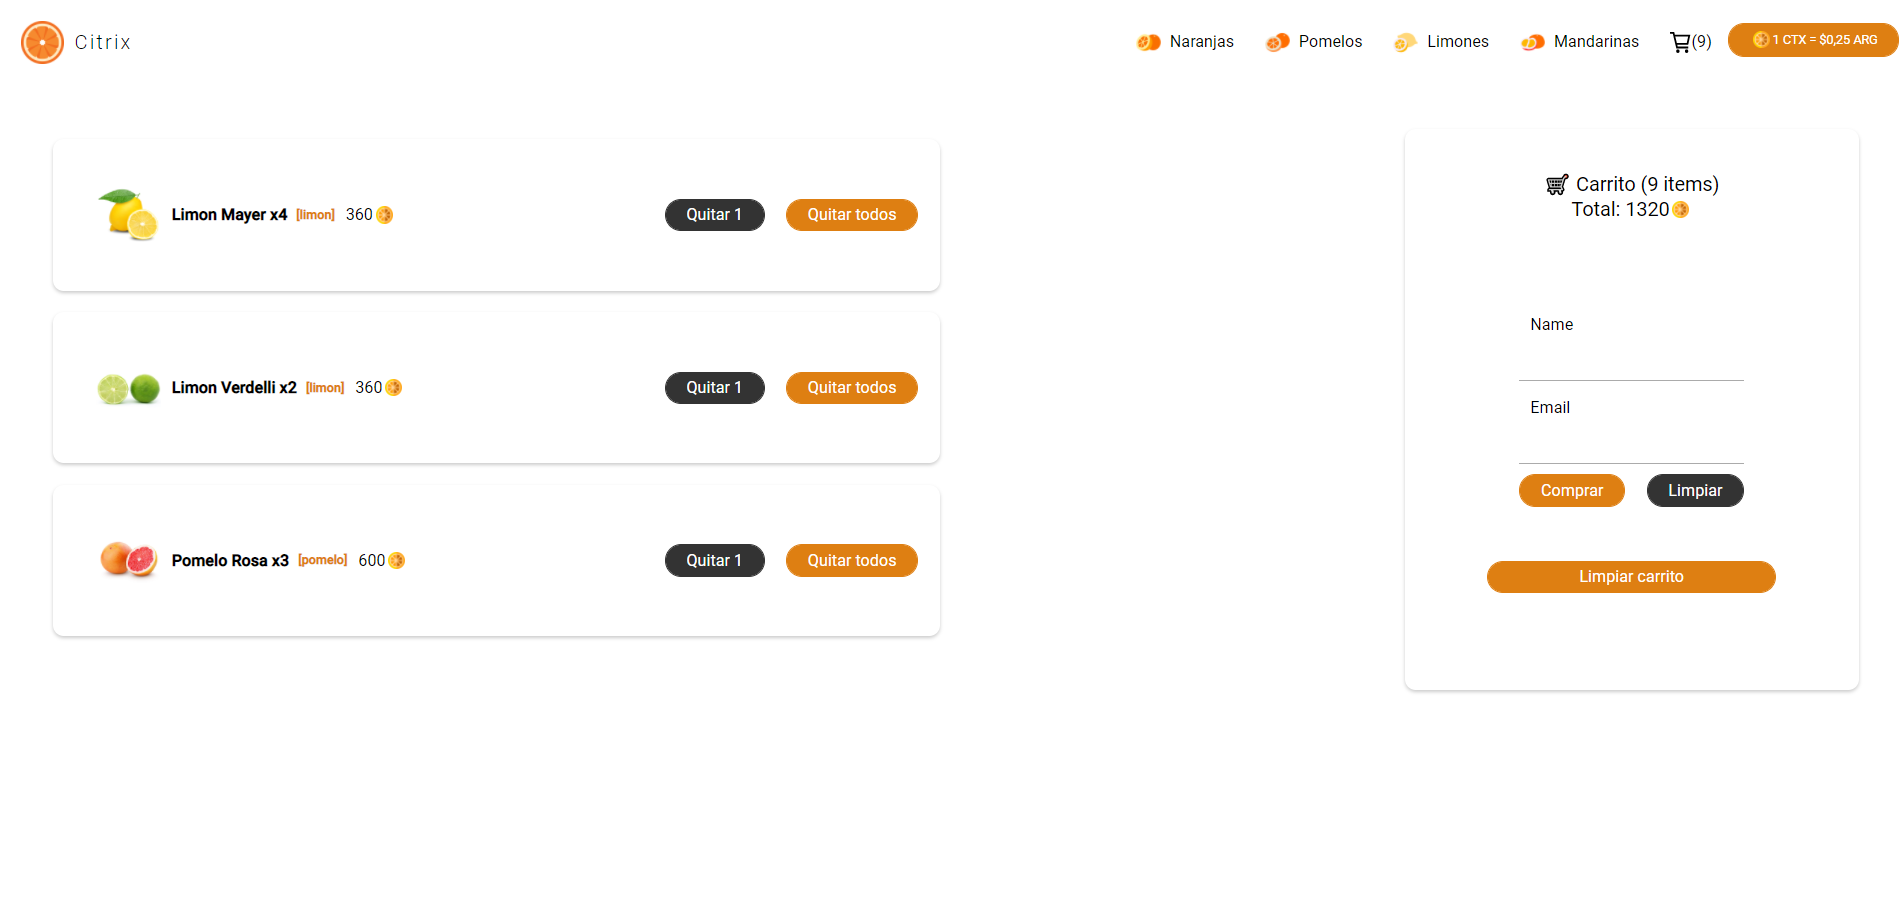 Citrix
Naranjas
Pomelos
Limones
Mandarinas
(9)
1 CTX = $0,25 ARG
Limon Mayer x4 [limon] 360
Quitar 1
Quitar todos
Limon Verdelli x2 [limon] 360
Quitar 1
Quitar todos
Pomelo Rosa x3 [pomelo] 600
Quitar 1
Quitar todos
Carrito (9 items)
Total: 1320
Name
Email
Comprar
Limpiar
Limpiar carrito